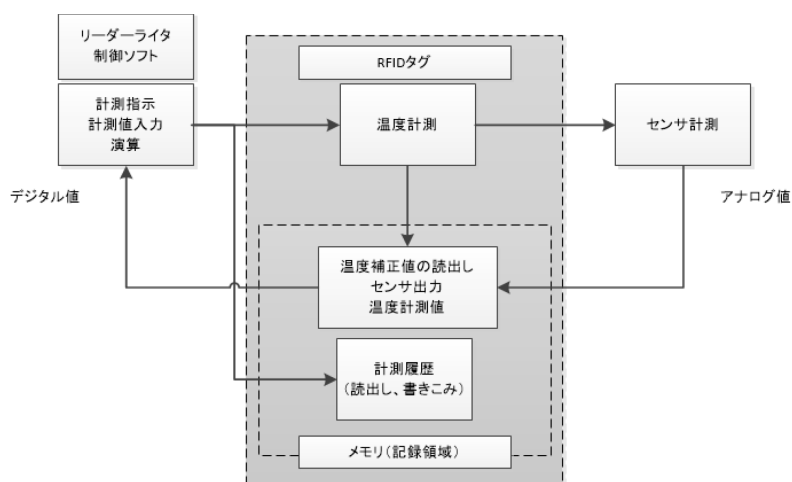 リーダーライタ
制御ソフト
RFIDタグ
計測指示
計測値入力
演算
温度計測
センサ計測
デジタル値
アナログ値
温度補正値の読出し
センサ出力
温度計測値
計測履歴
(読出し、書きこみ)
メモリ(記録領域)